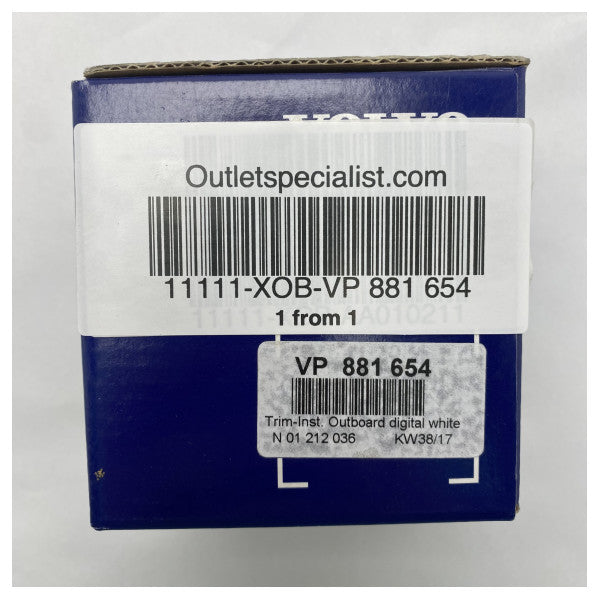 VOLVO
Outletspecialist.com
11111-XOB-VP 881 654
1 from 1
VP 881 654
Trim-Inst. Outboard digital white
N 01 212 036 KW38/17